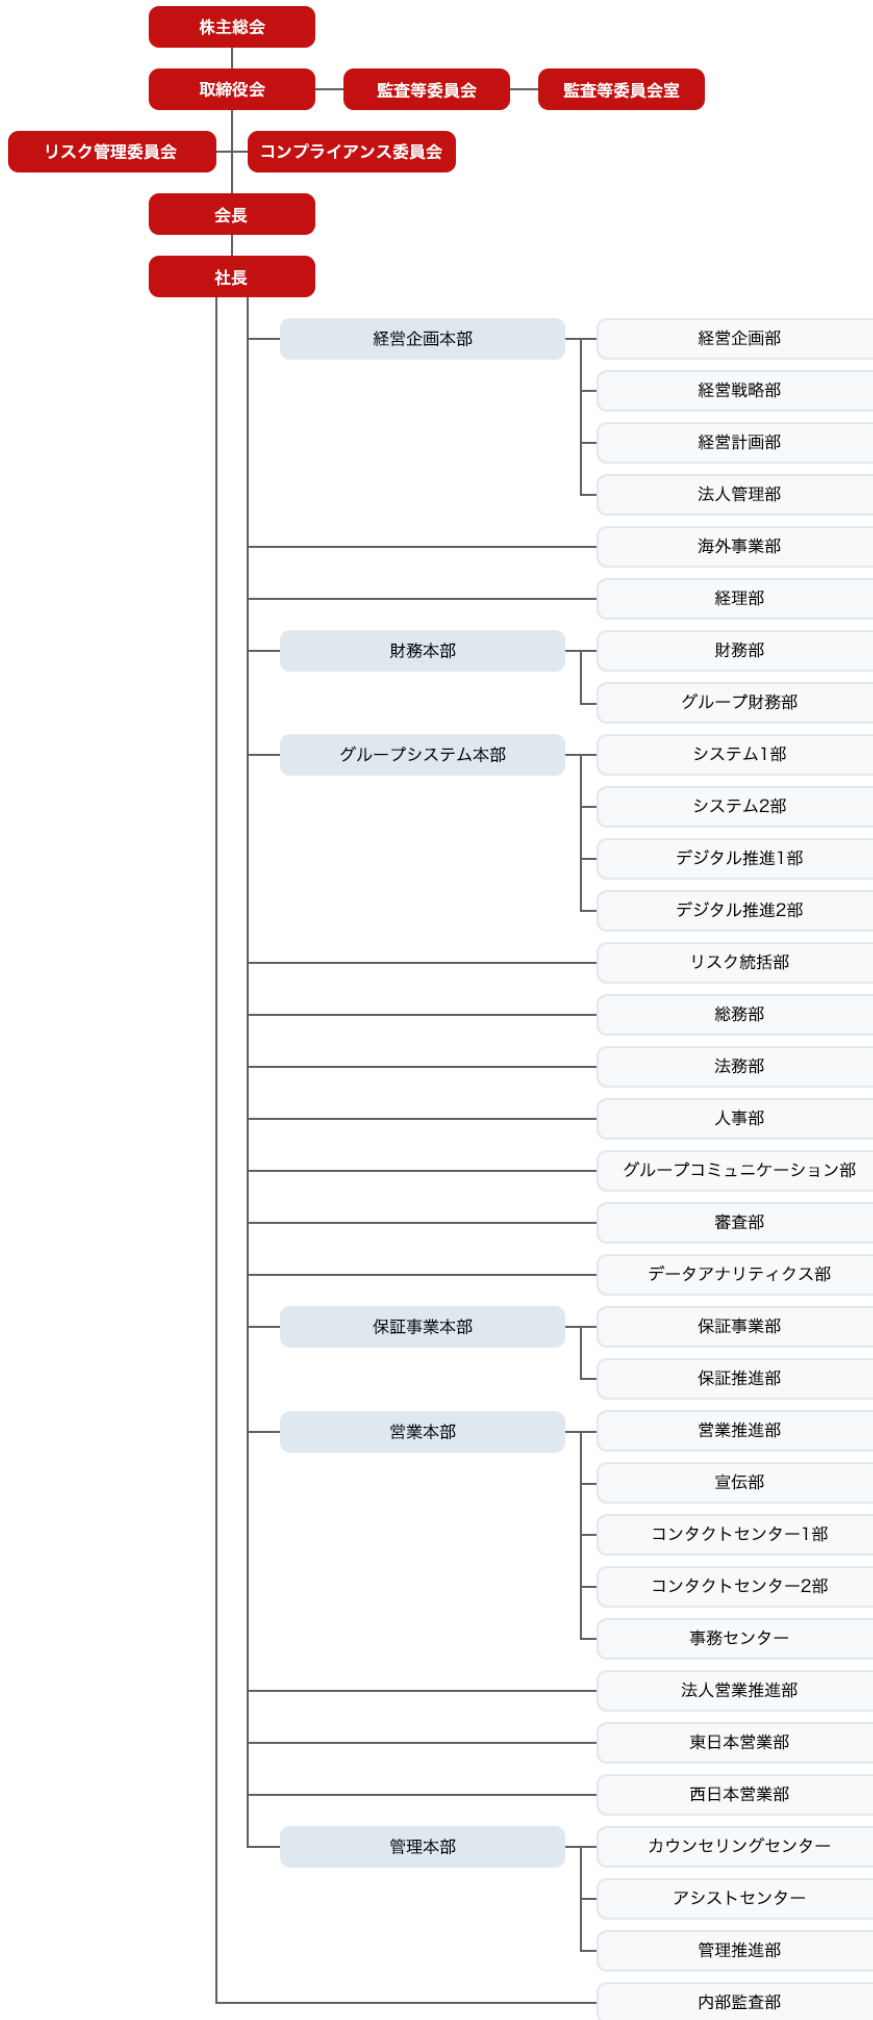 株主総会
取締役会
監査等委員会
監査等委員会室
リスク管理委員会
コンプライアンス委員会
会長
社長
経営企画本部
経営企画部
経営戦略部
経営計画部
法人管理部
海外事業部
経理部
財務本部
財務部
グループ財務部
グループシステム本部
システム1部
システム2部
デジタル推進1部
デジタル推進2部
リスク統括部
総務部
法務部
人事部
グループコミュニケーション部
審査部
データアナリティクス部
保証事業本部
保証事業部
保証推進部
営業本部
営業推進部
宣伝部
コンタクトセンター1部
コンタクトセンター2部
事務センター
法人営業推進部
東日本営業部
西日本営業部
管理本部
カウンセリングセンター
アシストセンター
管理推進部
内部監査部